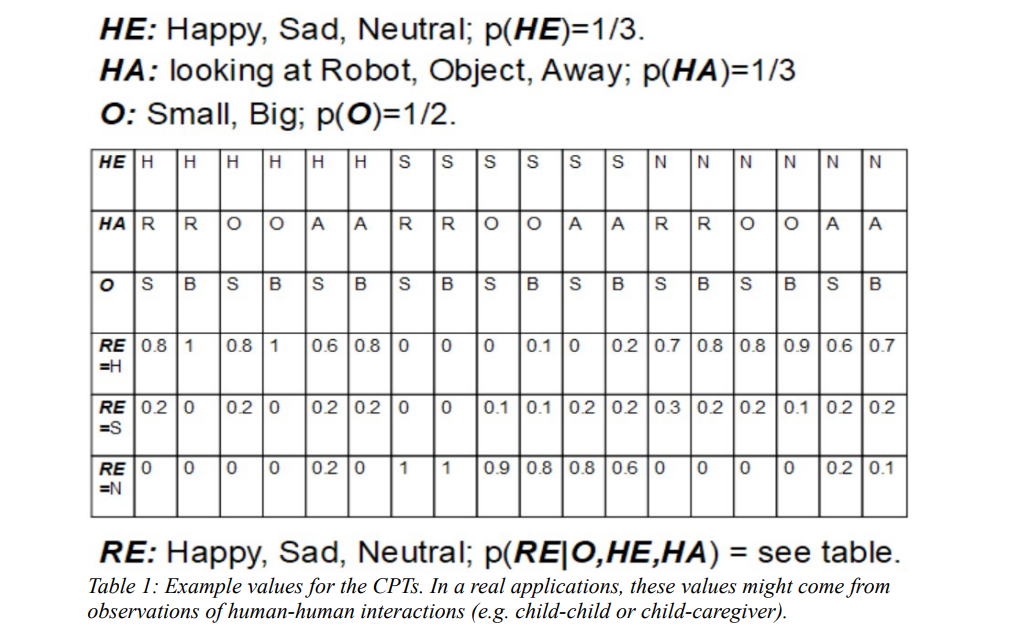 HE: Happy, Sad, Neutral; p(HE)=1/3.
HA: looking at Robot, Object, Away; p(HA)=1/3
O: Small, Big; p(O)=1/2.
HE H H H H H H S S S S S S N N N N N N
HA R R O O A A R R O O A A R R O O A A
O S B S B S B S B S B S B S B S B S B
RE 0.8 1 0.8 1 0.6 0.8 0 0 0 0.1 0 0.2 0.7 0.8 0.8 0.9 0.6 0.7
=H
RE 0.2 0 0.2 0 0.2 0.2 0 0 0.1 0.1 0.2 0.2 0.3 0.2 0.2 0.1 0.2 0.2
=S
RE 0 0 0 0 0.2 0 1 1 0.9 0.8 0.8 0.6 0 0 0 0 0.2 0.1
=N
RE: Happy, Sad, Neutral; p(RE|O,HE,HA) = see table.
Table 1: Example values for the CPTs. In a real applications, these values might come from
observations of human-human interactions (e.g. child-child or child-caregiver).